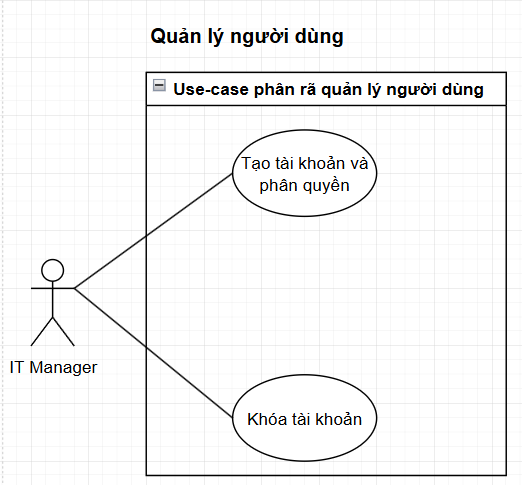 Quản lý người dùng
Use-case phân rã quản lý người dùng
Tạo tài khoản và
phân quyền
IT Manager
Khóa tài khoản